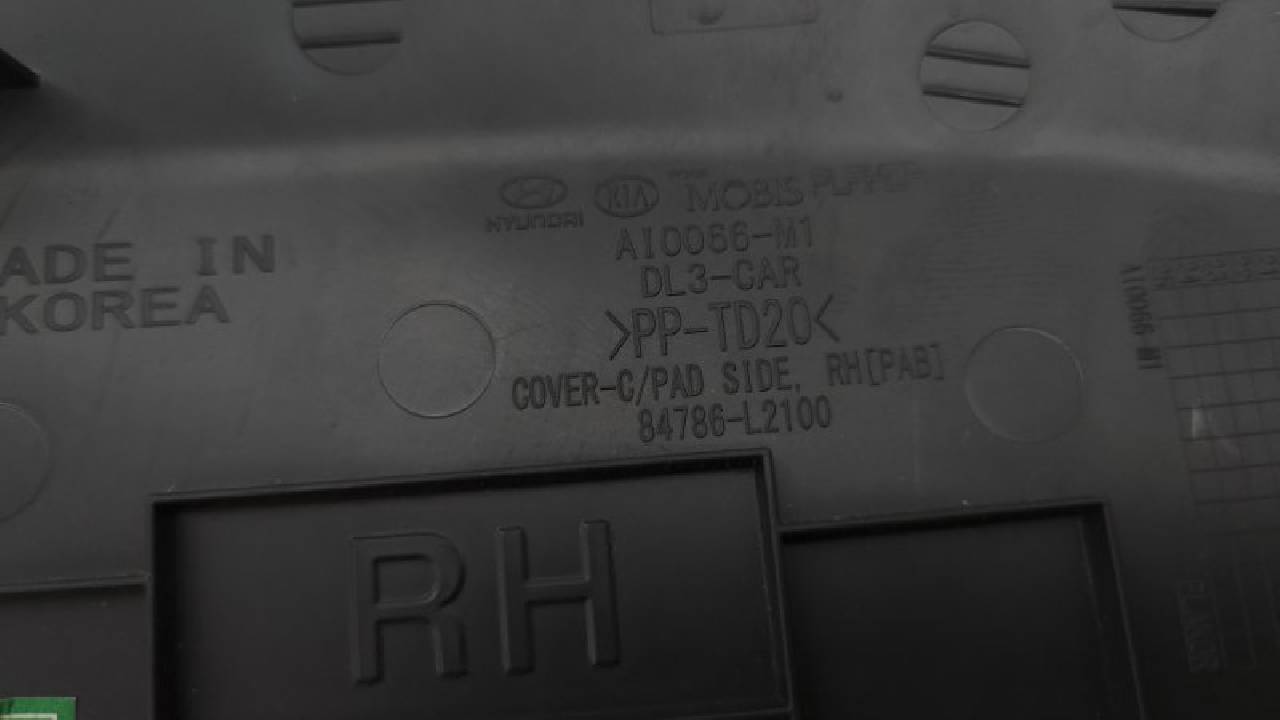 HYUNDAI KIA MOBIS
AI0066-M1
DL3-CAR
>PP-TD20<
COVER-C/PAD SIDE, RH[PAB]
84786-L2100
ADE IN
KOREA
RH